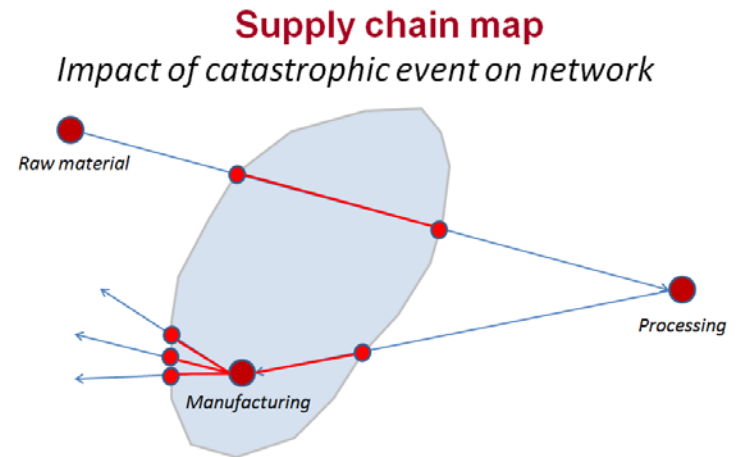 Supply chain map
Impact of catastrophic event on network
Raw material
Processing
Manufacturing